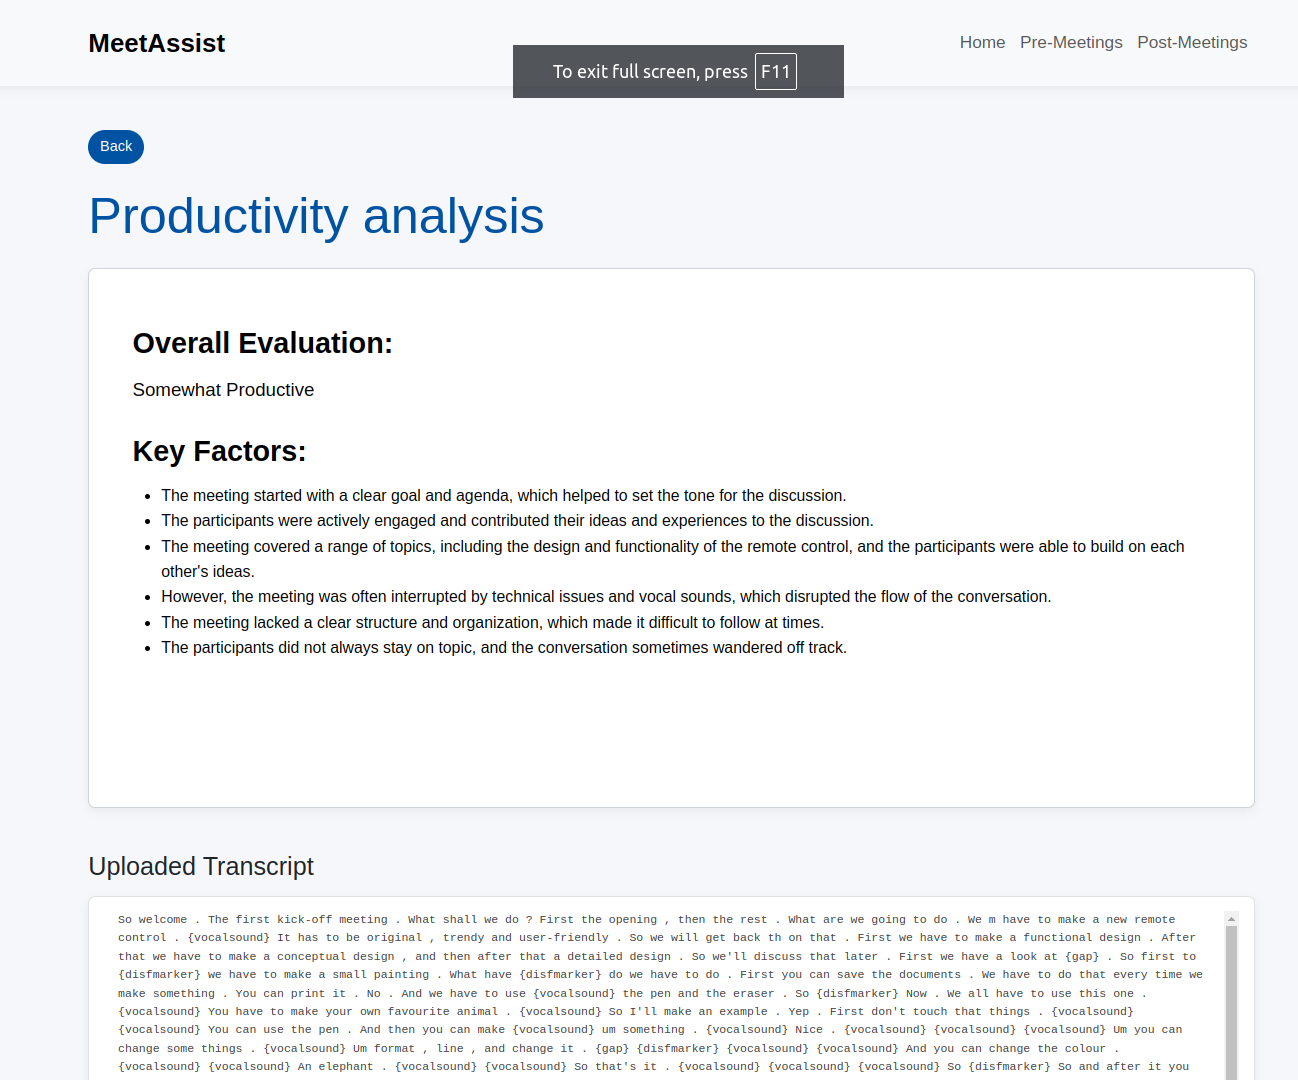 MeetAssist
Home Pre-Meetings Post-Meetings
To exit full screen, press F11
Back
Productivity analysis
Overall Evaluation:
Somewhat Productive
Key Factors:
• The meeting started with a clear goal and agenda, which helped to set the tone for the discussion.
• The participants were actively engaged and contributed their ideas and experiences to the discussion.
• The meeting covered a range of topics, including the design and functionality of the remote control, and the participants were able to build on each
other's ideas.
• However, the meeting was often interrupted by technical issues and vocal sounds, which disrupted the flow of the conversation.
• The meeting lacked a clear structure and organization, which made it difficult to follow at times.
• The participants did not always stay on topic, and the conversation sometimes wandered off track.
Uploaded Transcript
So welcome . The first kick-off meeting . What shall we do ? First the opening , then the rest . What are we going to do . We m have to make a new remote
control . {vocalsound} It has to be original , trendy and user-friendly . So we will get back th on that . First we have to make a functional design . After
that we have to make a conceptual design , and then after that a detailed design . So we'll discuss that later . First we have a look at {gap} . So first to
{disfmarker} we have to make a small painting . What have {disfmarker} do we have to do . First you can save the documents . We have to do that every time we
make something . You can print it . No . And we have to use {vocalsound} the pen and the eraser . So {disfmarker} Now . We all have to use this one .
{vocalsound} You have to make your own favourite animal . {vocalsound} So I'll make an example . Yep . First don't touch that things . {vocalsound}
{vocalsound} You can use the pen . And then you can make {vocalsound} um something . {vocalsound} Nice . {vocalsound} {vocalsound} {vocalsound} Um you can
change some things . {vocalsound} Um format , line , and change it . {gap} {disfmarker} {vocalsound} {vocalsound} And you can change the colour .
{vocalsound} {vocalsound} An elephant . {vocalsound} {vocalsound} So that's it . {vocalsound} {vocalsound} {vocalsound} So {disfmarker} So and after it you